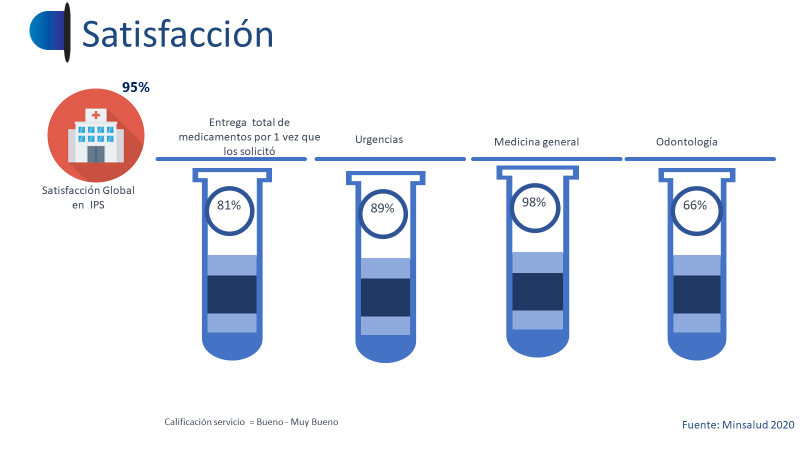 Satisfacción
95%
Satisfacción Global
en IPS
Entrega total de
medicamentos por 1 vez que
los solicitó
81%
Urgencias
89%
Medicina general
98%
Odontología
66%
Calificación servicio = Bueno - Muy Bueno
Fuente: Minsalud 2020